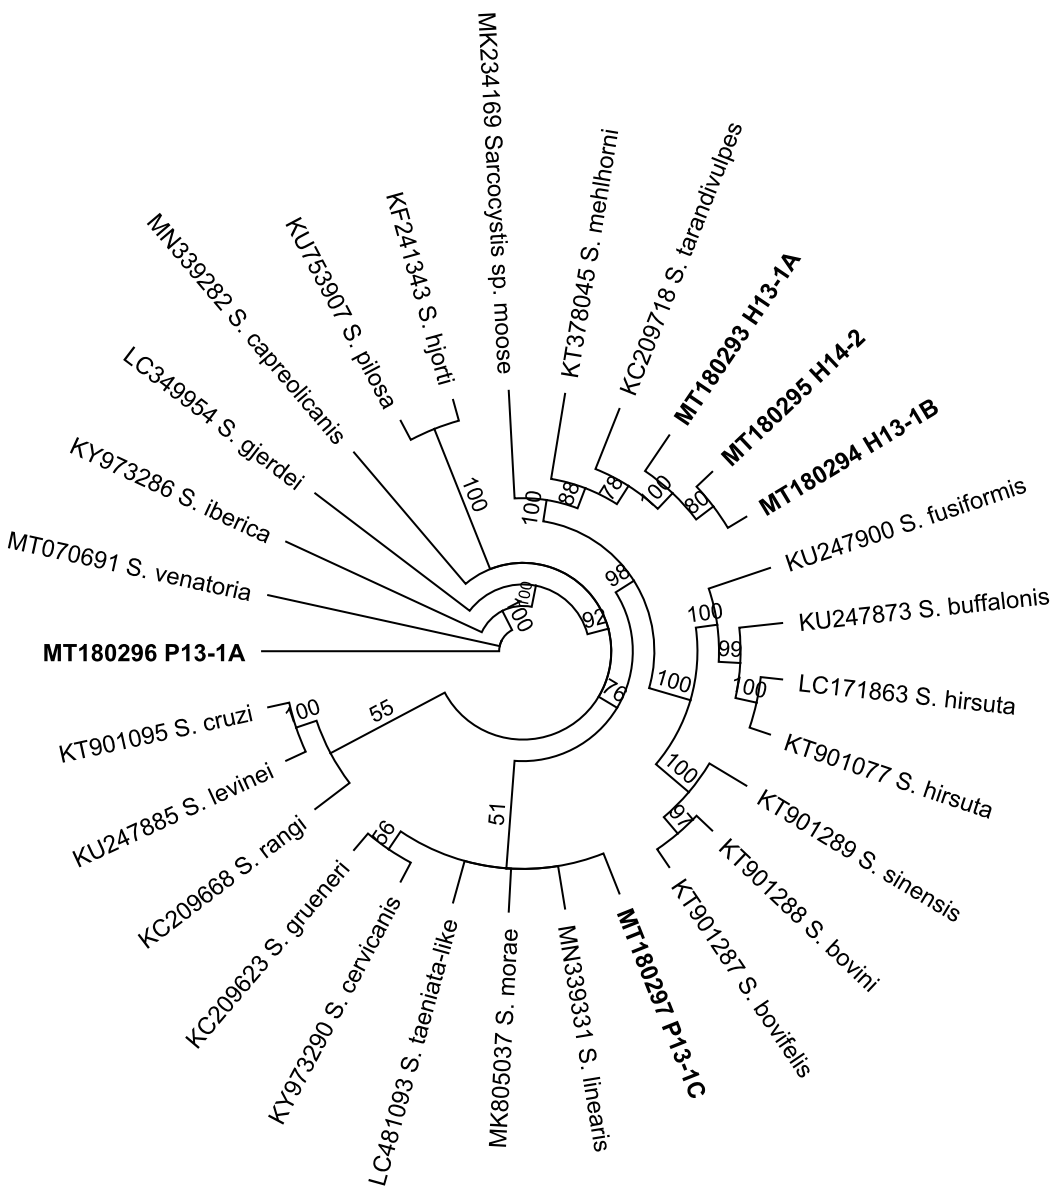 MK234169 Sarcocystis sp. moose
KT378045 S. mehlhorni
KC209718 S. tarandivulpes
MT180293 H13-1A
MT180295 H14-2
MT180294 H13-1B
KU247900 S. fusiformis
KU247873 S. buffalonis
LC171863 S. hirsuta
KT901077 S. hirsuta
KT901289 S. sinensis
KT901288 S. bovini
KT901287 S. bovifelis
MT180297 P13-1C
MN339331 S. linearis
MK805037 S. morae
LC481093 S. taeniata-like
KY973290 S. cervicanis
KC209623 S. grueneri
KC209668 S. rangi
KU247885 S. levinei
KT901095 S. cruzi
MT180296 P13-1A
MT070691 S. venatoria
KY973286 S. iberica
LC349954 S. gjerdei
MN339282 S. capreolicanis
KU753907 S. pilosa
KF241343 S. hjorti
100
100
88
78
100
80
98
100
100
99
100
100
97
92
76
100
100
51
56
55
100